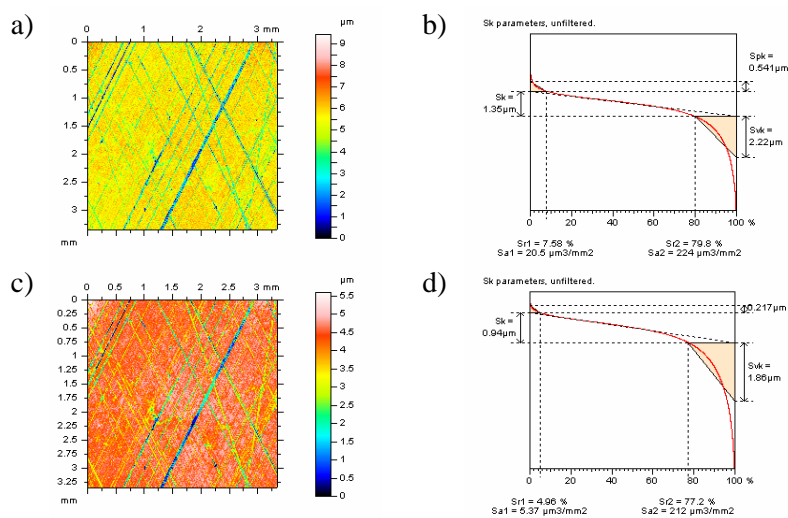 a)
0 1 2 3 mm
0
0.5
1
1.5
2
2.5
3
mm
µm
9
8
7
6
5
4
3
2
1
0
b)
Sk parameters, unfiltered.
Spk =
0.541µm
Sk =
1.35µm
Svk =
2.22µm
0 20 40 60 80 100 %
Sr1 = 7.58 % Sr2 = 79.8 %
Sa1 = 20.5 µm3/mm2 Sa2 = 224 µm3/mm2
c)
0 0.5 1 1.5 2 2.5 3 mm
0
0.25
0.5
0.75
1
1.25
1.5
1.75
2
2.25
2.5
2.75
3
3.25
mm
µm
5.5
5
4.5
4
3.5
3
2.5
2
1.5
1
0.5
0
d)
Sk parameters, unfiltered.
0.217µm
Sk =
0.94µm
Svk =
1.86µm
0 20 40 60 80 100 %
Sr1 = 4.96 % Sr2 = 77.2 %
Sa1 = 5.37 µm3/mm2 Sa2 = 212 µm3/mm2